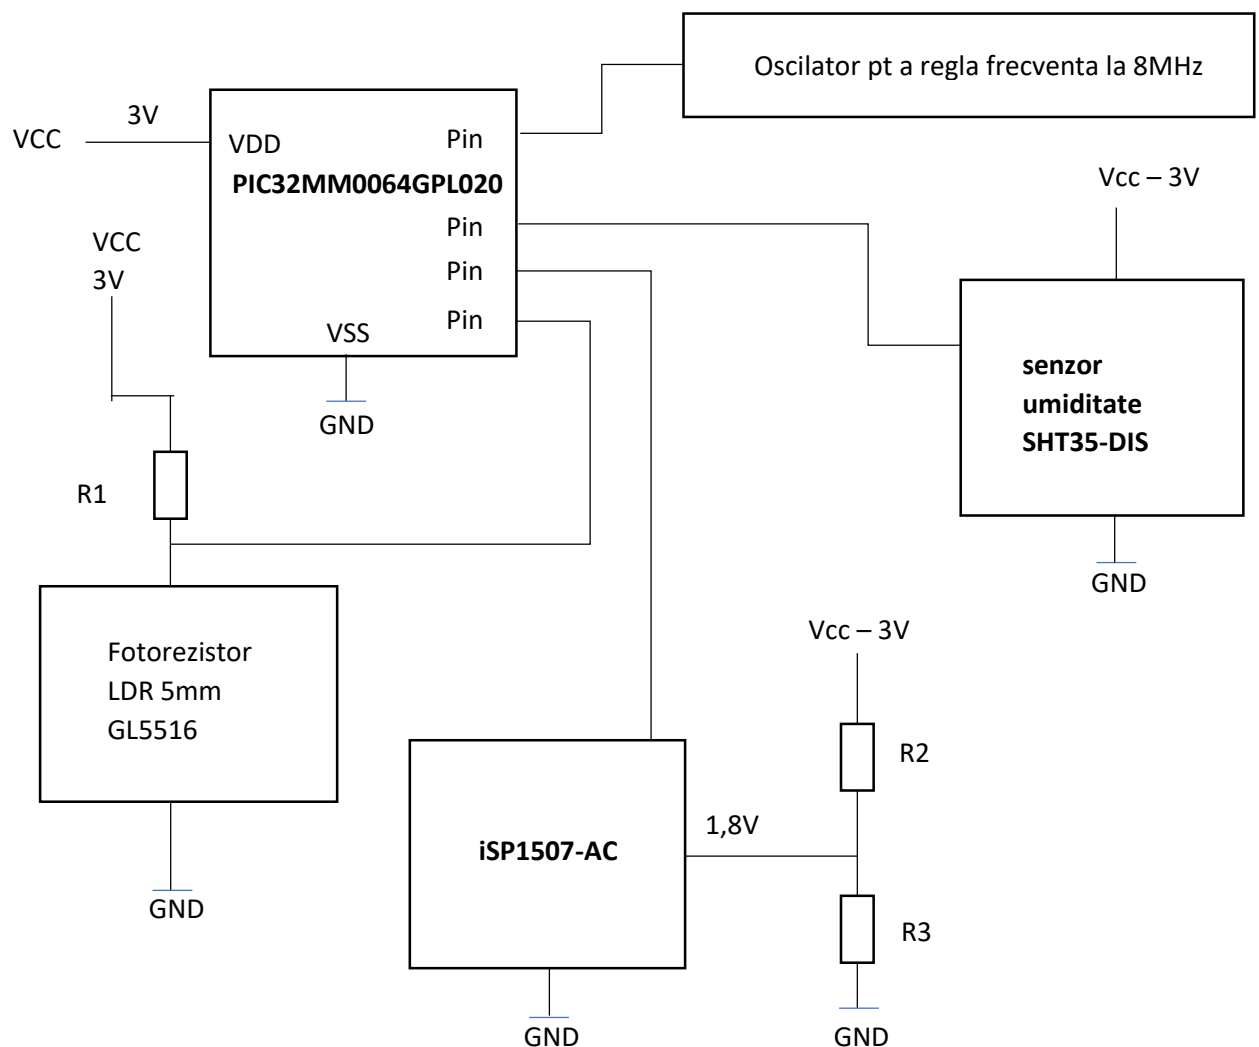 Oscilator pt a regla frecventa la 8MHz
3V
VCC
VDD
Pin
PIC32MM0064GPL020
Pin
Pin
Pin
VSS
GND
Vcc – 3V
VCC
3V
senzor
umiditate
SHT35-DIS
GND
R1
Fotorezistor
LDR 5mm
GL5516
GND
Vcc – 3V
R2
1,8V
iSP1507-AC
R3
GND
GND